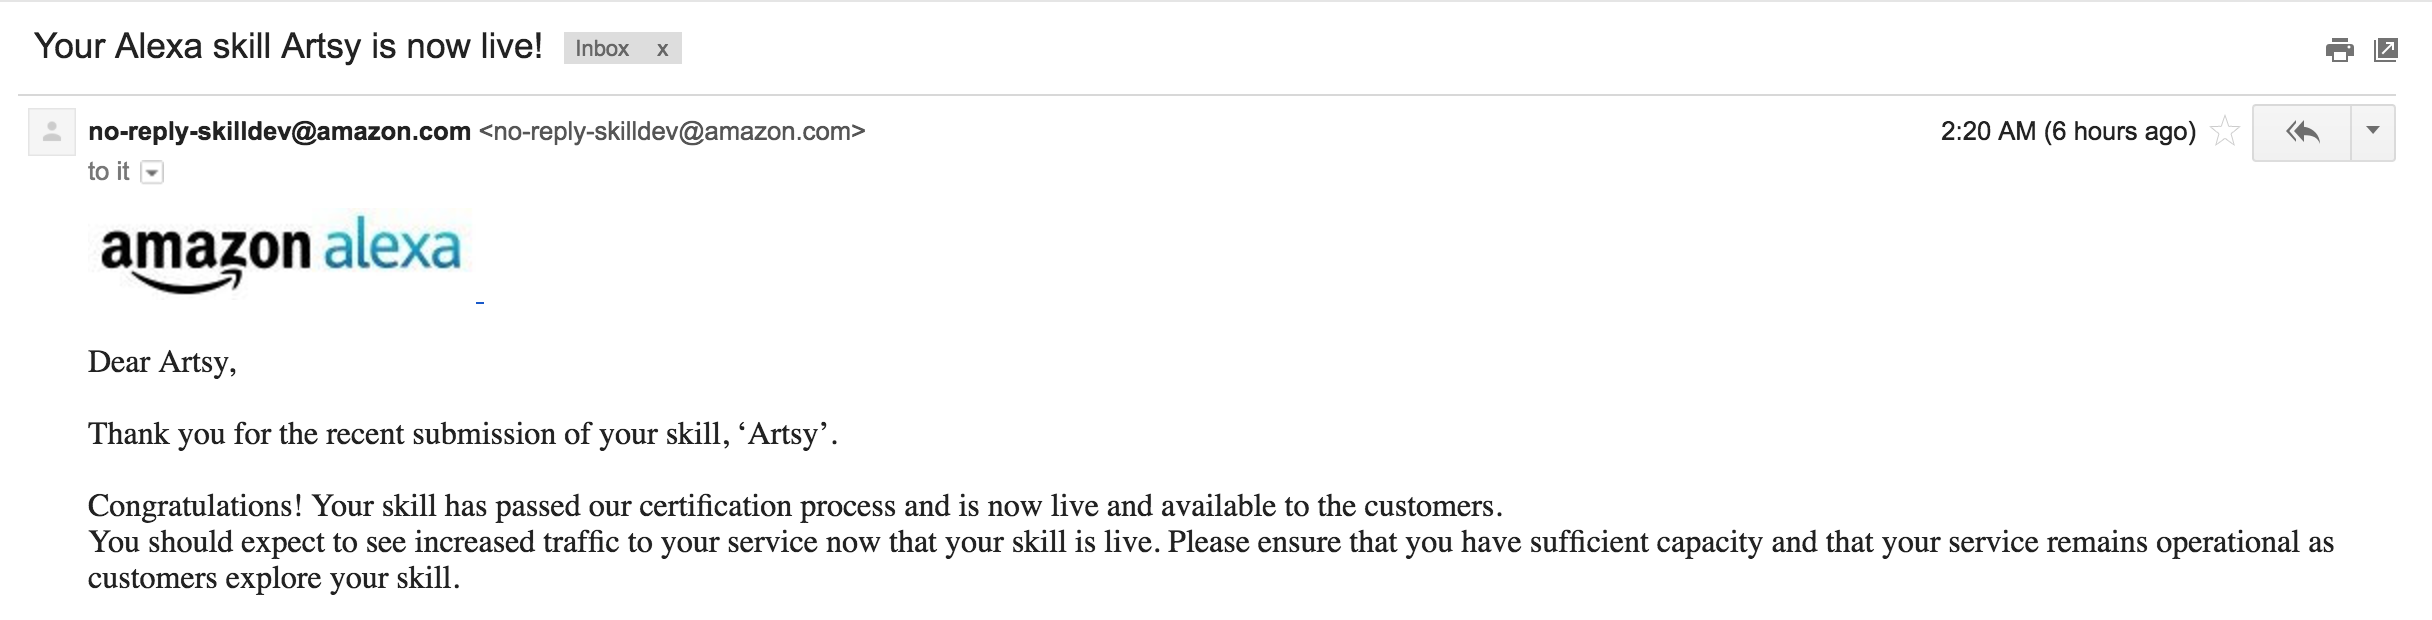 Your Alexa skill Artsy is now live! Inbox x
no-reply-skilldev@amazon.com <no-reply-skilldev@amazon.com> 2:20 AM (6 hours ago)
to it
amazon alexa
Dear Artsy,
Thank you for the recent submission of your skill, ‘Artsy’.
Congratulations! Your skill has passed our certification process and is now live and available to the customers.
You should expect to see increased traffic to your service now that your skill is live. Please ensure that you have sufficient capacity and that your service remains operational as
customers explore your skill.